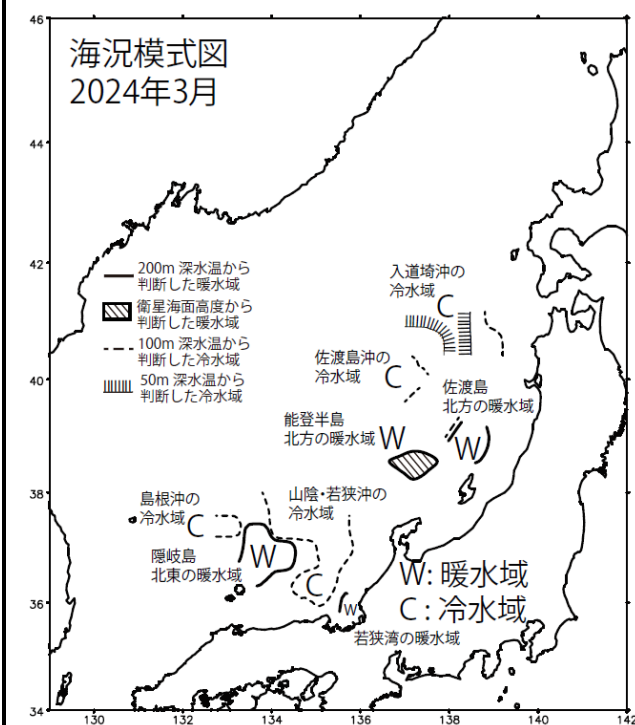 海況模式図
2024年3月
46
44
42
40
38
36
34
130
132
134
136
138
140
142
200m 深水温から
判断した暖水域
衛星海面高度から
判断した暖水域
100m 深水温から
判断した冷水域
50m 深水温から
判断した冷水域
入道埼沖の
冷水域
C
佐渡島沖の
冷水域
C
佐渡島
北方の暖水域
W
能登半島
北方の暖水域
W
島根沖の
冷水域
C
山陰・若狭沖の
冷水域
C
隠岐島
北東の暖水域
W
W
若狭湾の暖水域
W: 暖水域
C : 冷水域